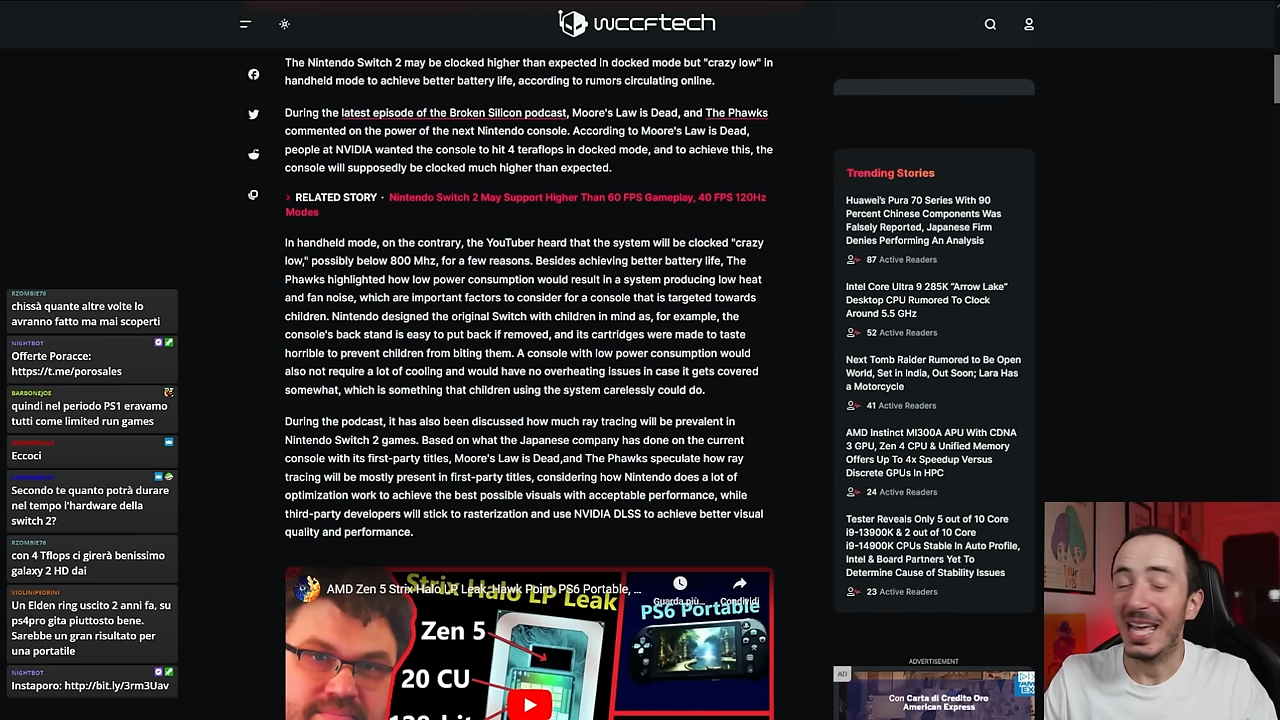 wccftech
The Nintendo Switch 2 may be clocked higher than expected in docked mode but "crazy low" in
handheld mode to achieve better battery life, according to rumors circulating online.
During the latest episode of the Broken Silicon podcast, Moore's Law is Dead, and The Phawks
commented on the power of the next Nintendo console. According to Moore's Law is Dead,
people at NVIDIA wanted the console to hit 4 teraflops in docked mode, and to achieve this, the
console will supposedly be clocked much higher than expected.
RELATED STORY · Nintendo Switch 2 May Support Higher Than 60 FPS Gameplay, 40 FPS 120Hz
Modes
In handheld mode, on the contrary, the YouTuber heard that the system will be clocked "crazy
low," possibly below 800 Mhz, for a few reasons. Besides achieving better battery life, The
Phawks highlighted how low power consumption would result in a system producing low heat
and fan noise, which are important factors to consider for a console that is targeted towards
children. Nintendo designed the original Switch with children in mind as, for example, the
console's back stand is easy to put back if removed, and its cartridges were made to taste
horrible to prevent children from biting them. A console with low power consumption would
also not require a lot of cooling and would have no overheating issues in case it gets covered
somewhat, which is something that children using the system carelessly could do.
During the podcast, it has also been discussed how much ray tracing will be prevalent in
Nintendo Switch 2 games. Based on what the Japanese company has done on the current
console with its first-party titles, Moore's Law is Dead,and The Phawks speculate how ray
tracing will be mostly present in first-party titles, considering how Nintendo does a lot of
optimization work to achieve the best possible visuals with acceptable performance, while
third-party developers will stick to rasterization and use NVIDIA DLSS to achieve better visual
quality and performance.
AMD Zen 5 Strix Halo LP Leak, Hawk Point, PS6 Portable, ...
Guarda più...
Condividi
Strix Halo LP Leak
Zen 5
20 CU
128-bit
PS6 Portable
Trending Stories
Huawei's Pura 70 Series With 90
Percent Chinese Components Was
Falsely Reported, Japanese Firm
Denies Performing An Analysis
87 Active Readers
Intel Core Ultra 9 285K "Arrow Lake"
Desktop CPU Rumored To Clock
Around 5.5 GHz
52 Active Readers
Next Tomb Raider Rumored to Be Open
World, Set in India, Out Soon; Lara Has
a Motorcycle
41 Active Readers
AMD Instinct MI300A APU With CDNA
3 GPU, Zen 4 CPU & Unified Memory
Offers Up To 4x Speedup Versus
Discrete GPUs In HPC
24 Active Readers
Tester Reveals Only 5 out of 10 Core
i9-13900K & 2 out of 10 Core
i9-14900K CPUs Stable In Auto Profile,
Intel & Board Partners Yet To
Determine Cause of Stability Issues
23 Active Readers
ADVERTISEMENT
AD
Con Carta di Credito Oro
American Express
RZOMBIE76
chissà quante altre volte lo
avranno fatto ma mai scoperti
NIGHTBOT
Offerte Poracce:
https://t.me/porosales
BARBONEJOE
quindi nel periodo PS1 eravamo
tutti come limited run games
Eccoci
Secondo te quanto potrà durare
nel tempo l'hardware della
switch 2?
RZOMBIE76
con 4 Tflops ci girerà benissimo
galaxy 2 HD dai
VIOLINIPEDRINI
Un Elden ring uscito 2 anni fa, su
ps4pro gita piuttosto bene.
Sarebbe un gran risultato per
una portatile
NIGHTBOT
Instaporo: http://bit.ly/3rm3Uav